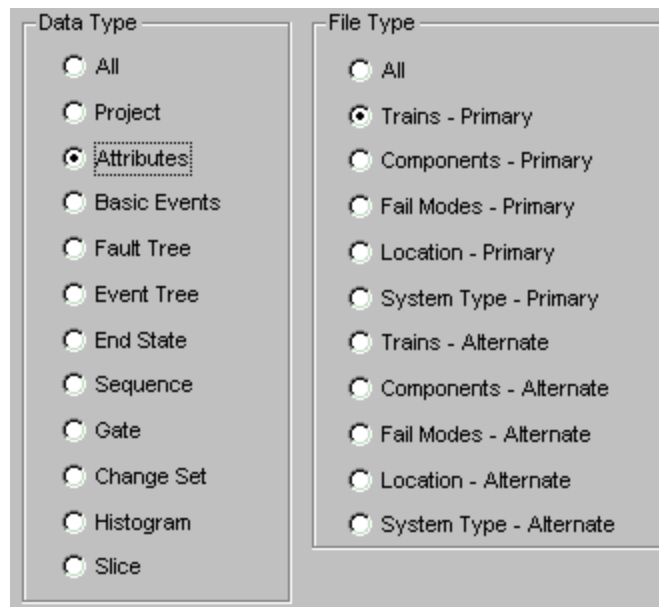 Data Type
All
Project
Attributes
Basic Events
Fault Tree
Event Tree
End State
Sequence
Gate
Change Set
Histogram
Slice
File Type
All
Trains - Primary
Components - Primary
Fail Modes - Primary
Location - Primary
System Type - Primary
Trains - Alternate
Components - Alternate
Fail Modes - Alternate
Location - Alternate
System Type - Alternate